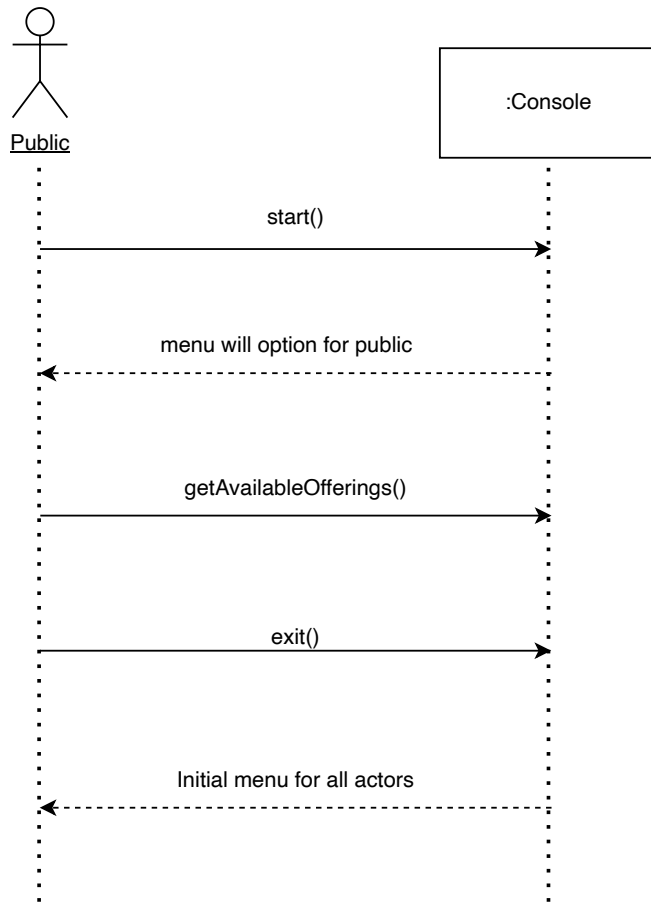 Public
:Console
start()
menu will option for public
getAvailableOfferings()
exit()
Initial menu for all actors